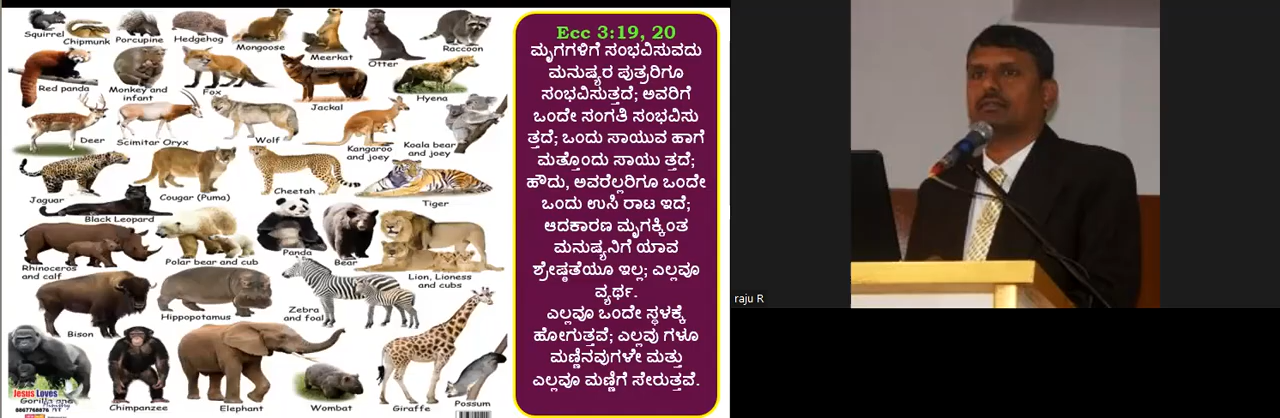 Squirrel
Chipmunk
Porcupine
Hedgehog
Mongoose
Meerkat
Otter
Raccoon
Red panda
Monkey and
infant
Fox
Jackal
Hyena
Deer
Scimitar Oryx
Wolf
Kangaroo
and joey
Koala bear
and joey
Jaguar
Cougar (Puma)
Cheetah
Tiger
Black Leopard
Rhinoceros
and calf
Polar bear and cub
Panda
Bear
Lion, Lioness
and cubs
Bison
Hippopotamus
Zebra
and foal
Gorilla
Chimpanzee
Elephant
Wombat
Giraffe
Possum
Jesus Loves
8867768876
Ecc 3:19, 20
ಮೃಗಗಳಿಗೆ ಸಂಭವಿಸುವದು
ಮನುಷ್ಯರ ಪುತ್ರರಿಗೂ
ಸಂಭವಿಸುತ್ತದೆ; ಅವರಿಗೆ
ಒಂದೇ ಸಂಗತಿ ಸಂಭವಿಸು
ತ್ತದೆ; ಒಂದು ಸಾಯುವ ಹಾಗೆ
ಮತ್ತೊಂದು ಸಾಯು ತ್ತದೆ;
ಹೌದು, ಅವರೆಲ್ಲರಿಗೂ ಒಂದೇ
ಒಂದು ಉಸಿ ರಾಟ ಇದೆ;
ಆದಕಾರಣ ಮೃಗಕ್ಕಿಂತ
ಮನುಷ್ಯನಿಗೆ ಯಾವ
ಶ್ರೇಷ್ಠತೆಯೂ ಇಲ್ಲ; ಎಲ್ಲವೂ
ವ್ಯರ್ಥ.
ಎಲ್ಲವೂ ಒಂದೇ ಸ್ಥಳಕ್ಕೆ
ಹೋಗುತ್ತವೆ; ಎಲ್ಲವು ಗಳೂ
ಮಣ್ಣಿನವುಗಳೇ ಮತ್ತು
ಎಲ್ಲವೂ ಮಣ್ಣಿಗೆ ಸೇರುತ್ತವೆ.
raju R